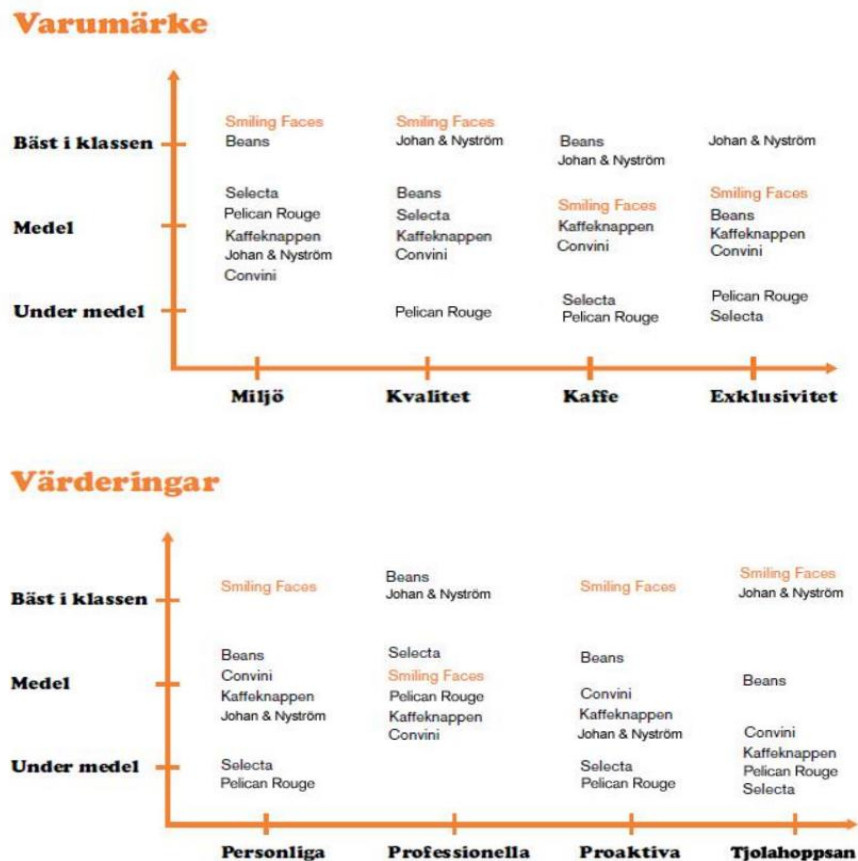 Varumärke
Bäst i klassen
Medel
Under medel
Smiling Faces
Beans
Selecta
Pelican Rouge
Kaffeknappen
Johan & Nyström
Convini
Smiling Faces
Johan & Nyström
Beans
Selecta
Kaffeknappen
Convini
Pelican Rouge
Beans
Johan & Nyström
Smiling Faces
Kaffeknappen
Convini
Selecta
Pelican Rouge
Johan & Nyström
Smiling Faces
Beans
Kaffeknappen
Convini
Pelican Rouge
Selecta
Miljö
Kvalitet
Kaffe
Exklusivitet
Värderingar
Bäst i klassen
Medel
Under medel
Smiling Faces
Beans
Convini
Kaffeknappen
Johan & Nyström
Selecta
Pelican Rouge
Beans
Johan & Nyström
Selecta
Smiling Faces
Pelican Rouge
Kaffeknappen
Convini
Smiling Faces
Beans
Convini
Kaffeknappen
Johan & Nyström
Selecta
Pelican Rouge
Smiling Faces
Johan & Nyström
Beans
Convini
Kaffeknappen
Pelican Rouge
Selecta
Personliga
Professionella
Proaktiva
Tjolahoppsan